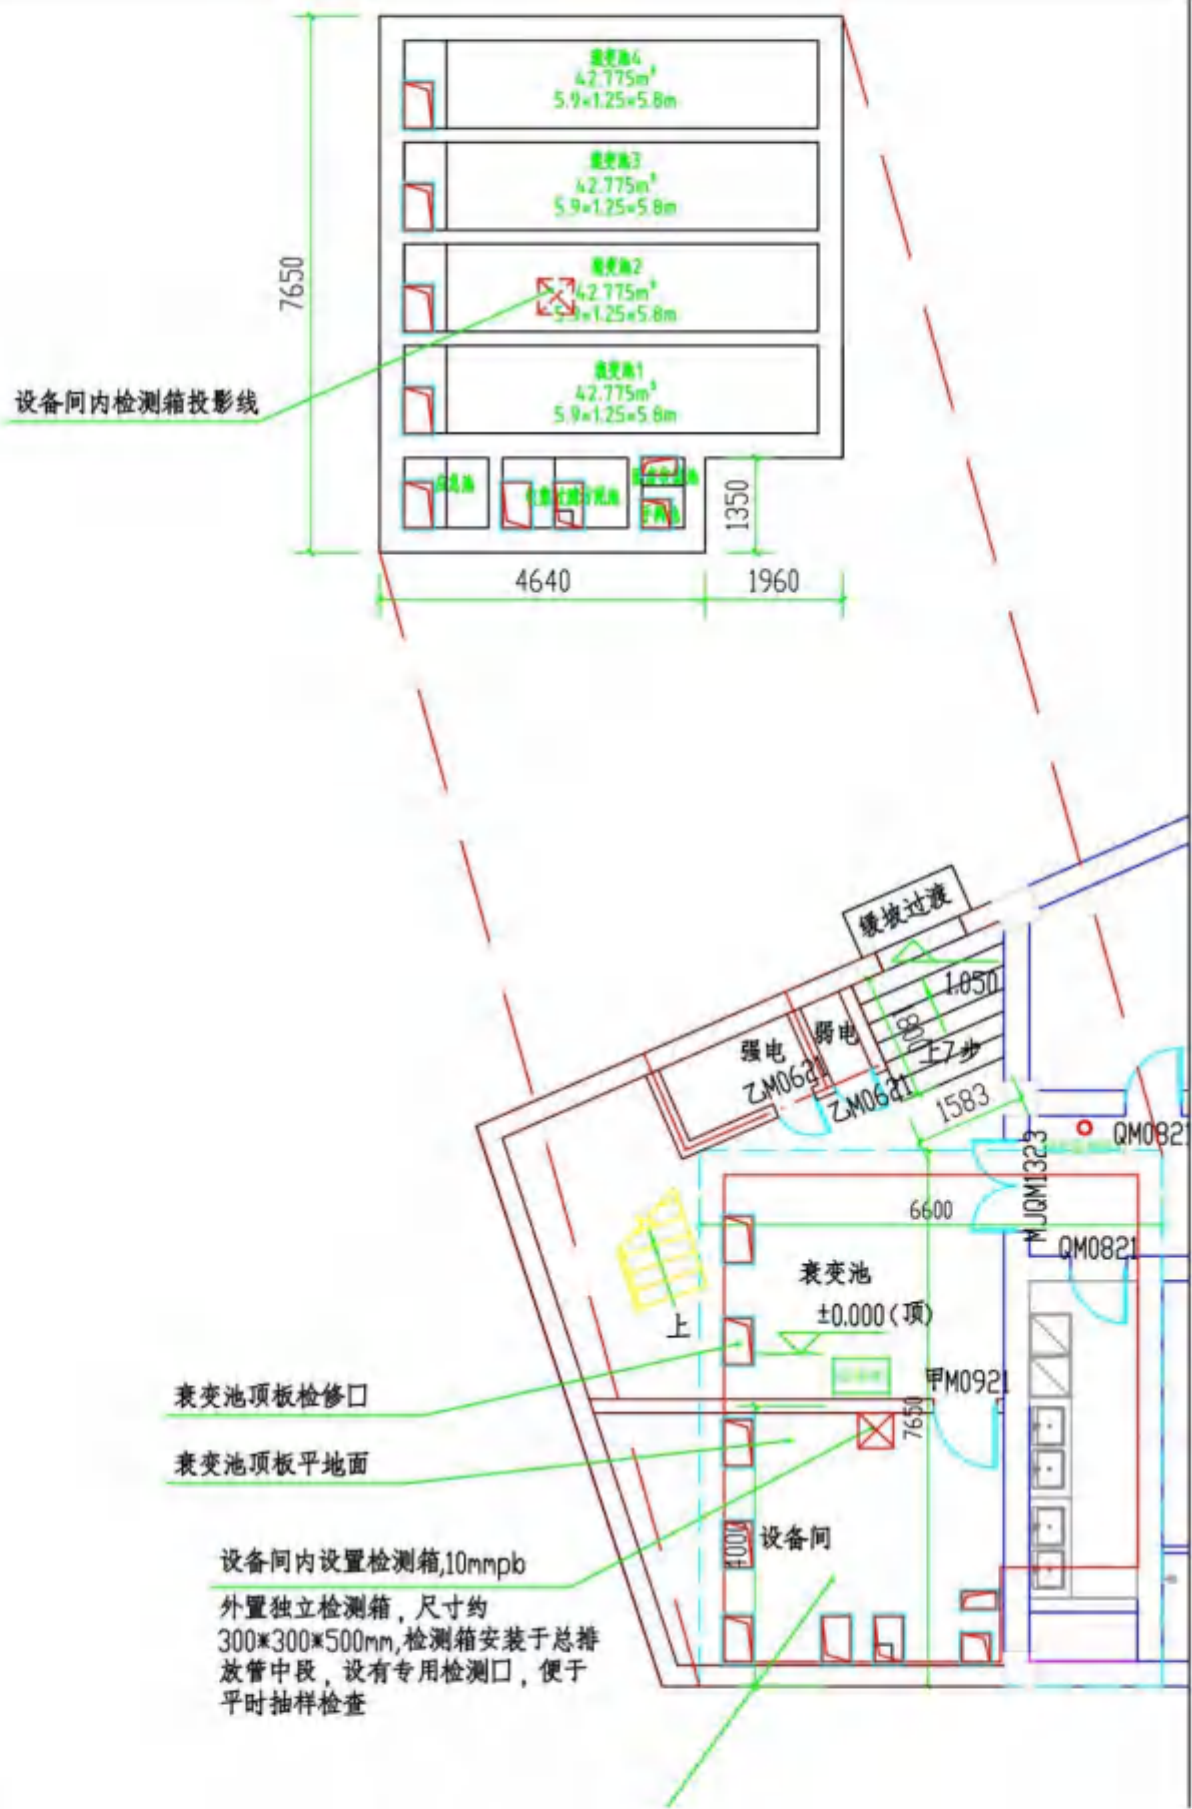 衰变池4
42.775m³
5.9×1.25×5.8m
衰变池3
42.775m³
5.9×1.25×5.8m
衰变池2
42.775m³
5.9×1.25×5.8m
衰变池1
42.775m³
5.9×1.25×5.8m
7650
设备间内检测箱投影线
1350
4640
1960
缓坡过渡
1.050
强电
弱电
上7步
乙M0621
乙M0621
1583
QM0821
MJQM1323
6600
QM0821
衰变池
±0.000(顶)
上
衰变池顶板检修口
甲M0921
7650
衰变池顶板平地面
设备间
4000
设备间内设置检测箱,10mmpb
外置独立检测箱，尺寸约
300*300*500mm,检测箱安装于总排
放管中段，设有专用检测口，便于
平时抽样检查